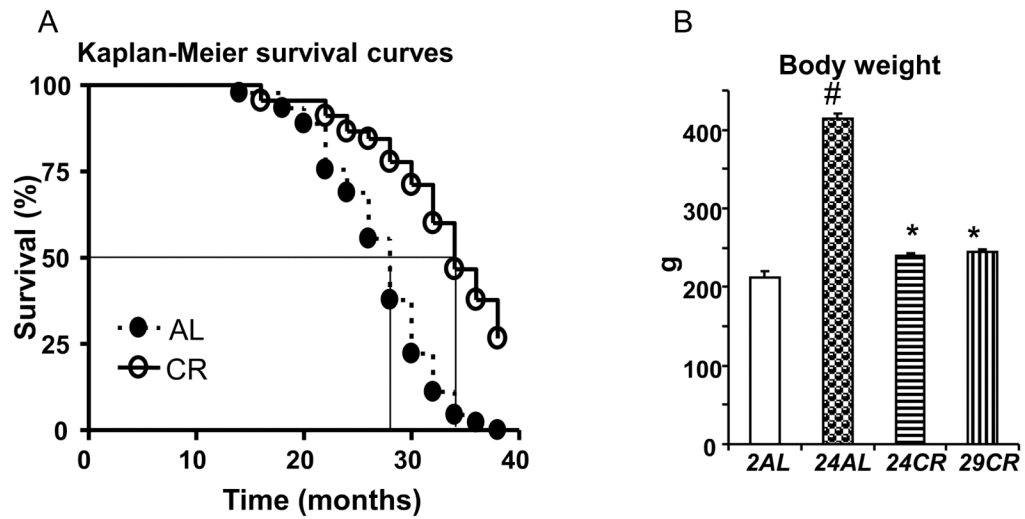 A
Kaplan-Meier survival curves
100
75
50
25
0
Survival (%)
AL
CR
0 10 20 30 40
Time (months)
B
Body weight
400
300
200
100
0
g
#
*
*
2AL 24AL 24CR 29CR